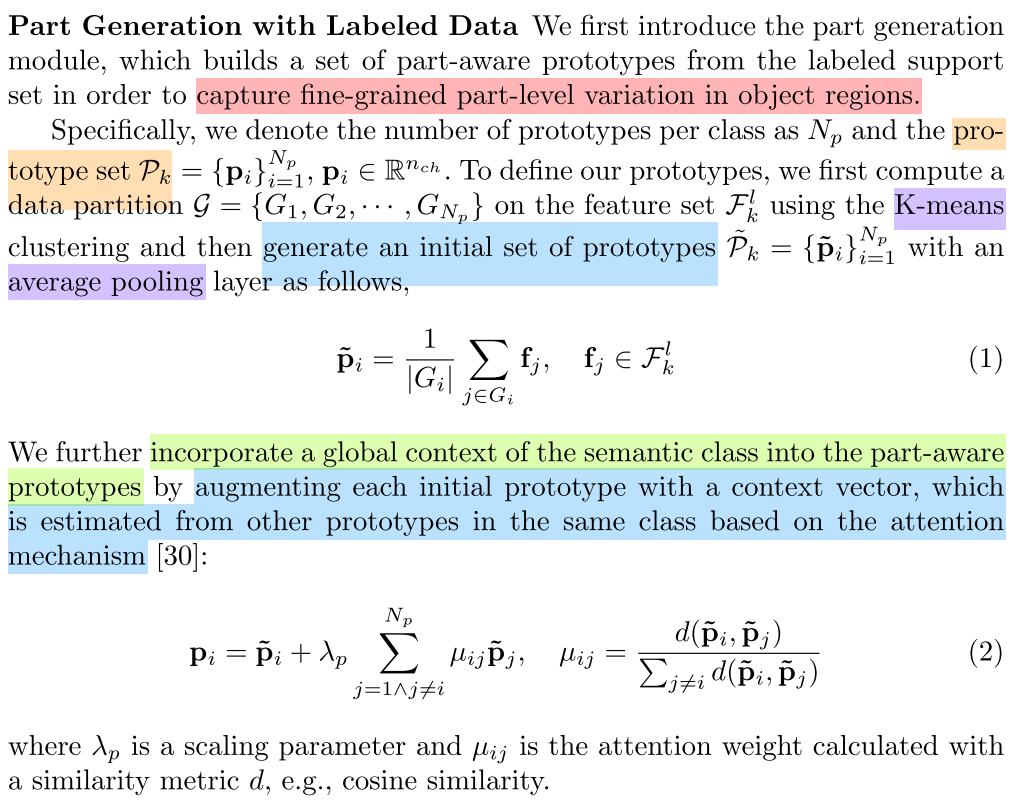 Part Generation with Labeled Data We first introduce the part generation
module, which builds a set of part-aware prototypes from the labeled support
set in order to capture fine-grained part-level variation in object regions.
Specifically, we denote the number of prototypes per class as $N_p$ and the pro-
totype set $\mathcal{P}_k = \{\mathbf{p}_i\}_{i=1}^{N_p}, \mathbf{p}_i \in \mathbb{R}^{n_{ch}}$. To define our prototypes, we first compute a
data partition $\mathcal{G} = \{G_1, G_2, \cdots, G_{N_p}\}$ on the feature set $\mathcal{F}_k^l$ using the K-means
clustering and then generate an initial set of prototypes $\tilde{\mathcal{P}}_k = \{\tilde{\mathbf{p}}_i\}_{i=1}^{N_p}$ with an
average pooling layer as follows,
$\tilde{\mathbf{p}}_i = \frac{1}{|G_i|} \sum_{j \in G_i} \mathbf{f}_j, \quad \mathbf{f}_j \in \mathcal{F}_k^l$ (1)
We further incorporate a global context of the semantic class into the part-aware
prototypes by augmenting each initial prototype with a context vector, which
is estimated from other prototypes in the same class based on the attention
mechanism [30]:
$\mathbf{p}_i = \tilde{\mathbf{p}}_i + \lambda_p \sum_{j=1 \wedge j \neq i}^{N_p} \mu_{ij} \tilde{\mathbf{p}}_j, \quad \mu_{ij} = \frac{d(\tilde{\mathbf{p}}_i, \tilde{\mathbf{p}}_j)}{\sum_{j \neq i} d(\tilde{\mathbf{p}}_i, \tilde{\mathbf{p}}_j)}$ (2)
where $\lambda_p$ is a scaling parameter and $\mu_{ij}$ is the attention weight calculated with
a similarity metric $d$, e.g., cosine similarity.